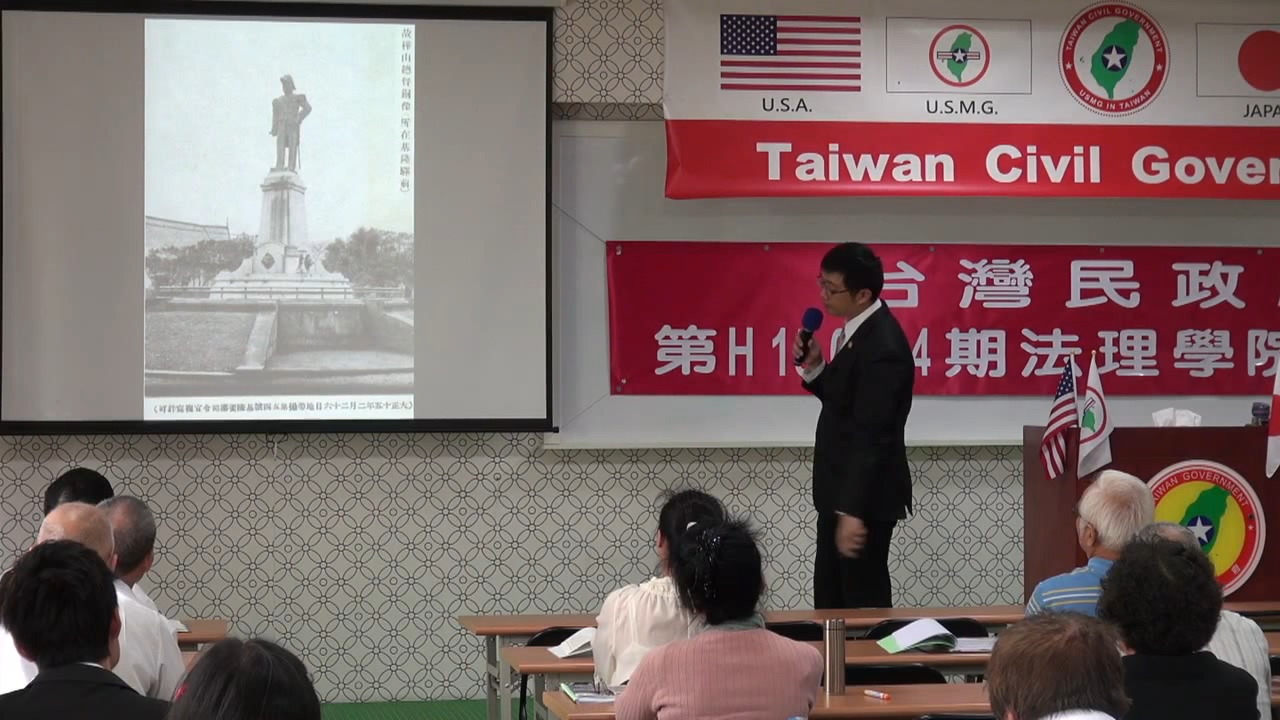 故樺山總督銅像（所在基隆驛前）
U.S.A.
U.S.M.G.
TAIWAN CIVIL GOVERNMENT
USMG IN TAIWAN
JAPA
Taiwan Civil Gover
台灣民政
第H1 4期法理學院
WAN GOVERNMENT